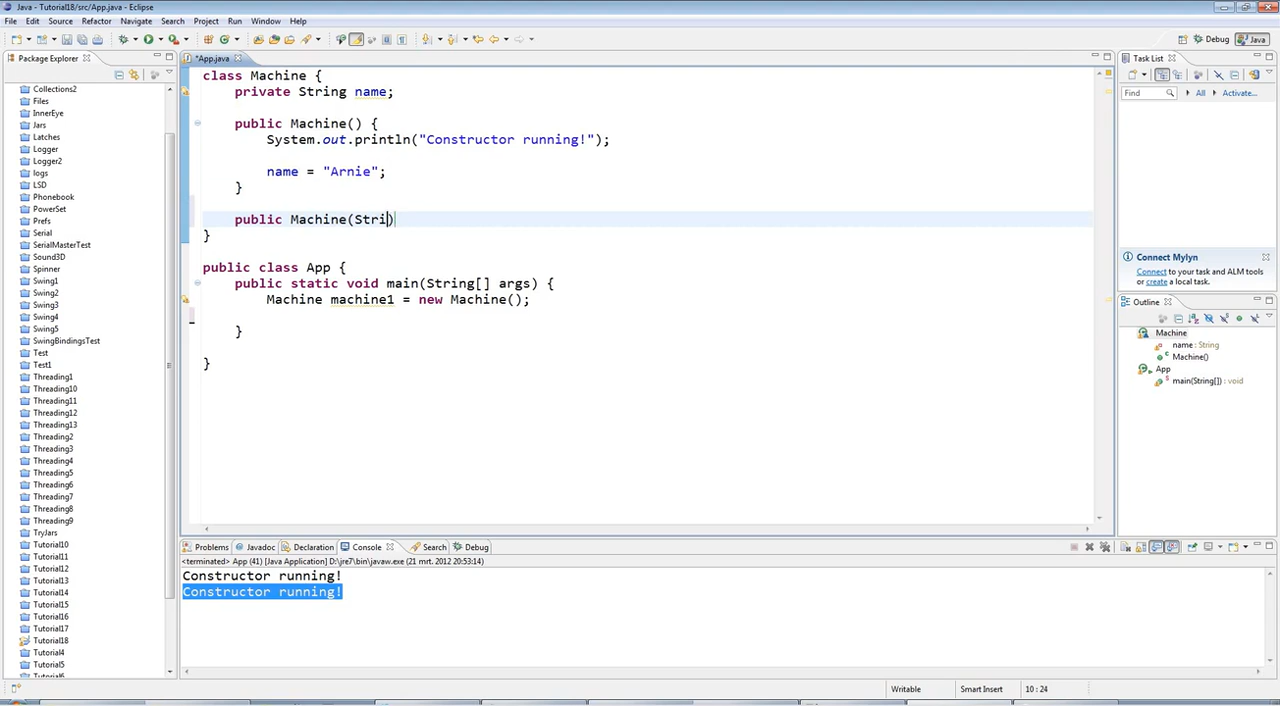 Java - Tutorial18/src/App.java - Eclipse
File Edit Source Refactor Navigate Search Project Run Window Help
Debug Java
Package Explorer
Collections2
Files
InnerEye
Jars
Latches
Logger
Logger2
logs
LSD
Phonebook
PowerSet
Prefs
Serial
SerialMasterTest
Sound3D
Spinner
Swing1
Swing2
Swing3
Swing4
Swing5
SwingBindingsTest
Test
Test1
Threading1
Threading10
Threading11
Threading12
Threading13
Threading2
Threading3
Threading4
Threading5
Threading6
Threading7
Threading8
Threading9
TryJars
Tutorial10
Tutorial11
Tutorial12
Tutorial13
Tutorial14
Tutorial15
Tutorial16
Tutorial17
Tutorial18
Tutorial4
Tutorial5
Tutorial6
*App.java
class Machine {
private String name;
public Machine() {
System.out.println("Constructor running!");
name = "Arnie";
}
public Machine(Stri)
}
public class App {
public static void main(String[] args) {
Machine machine1 = new Machine();
}
}
Task List
Find All Activate...
Connect Mylyn
Connect to your task and ALM tools
or create a local task.
Outline
Machine
name : String
Machine()
App
main(String[]) : void
Problems Javadoc Declaration Console Search Debug
<terminated> App (41) [Java Application] D:\jre7\bin\javaw.exe (21 mrt. 2012 20:53:14)
Constructor running!
Constructor running!
Writable Smart Insert 10 : 24